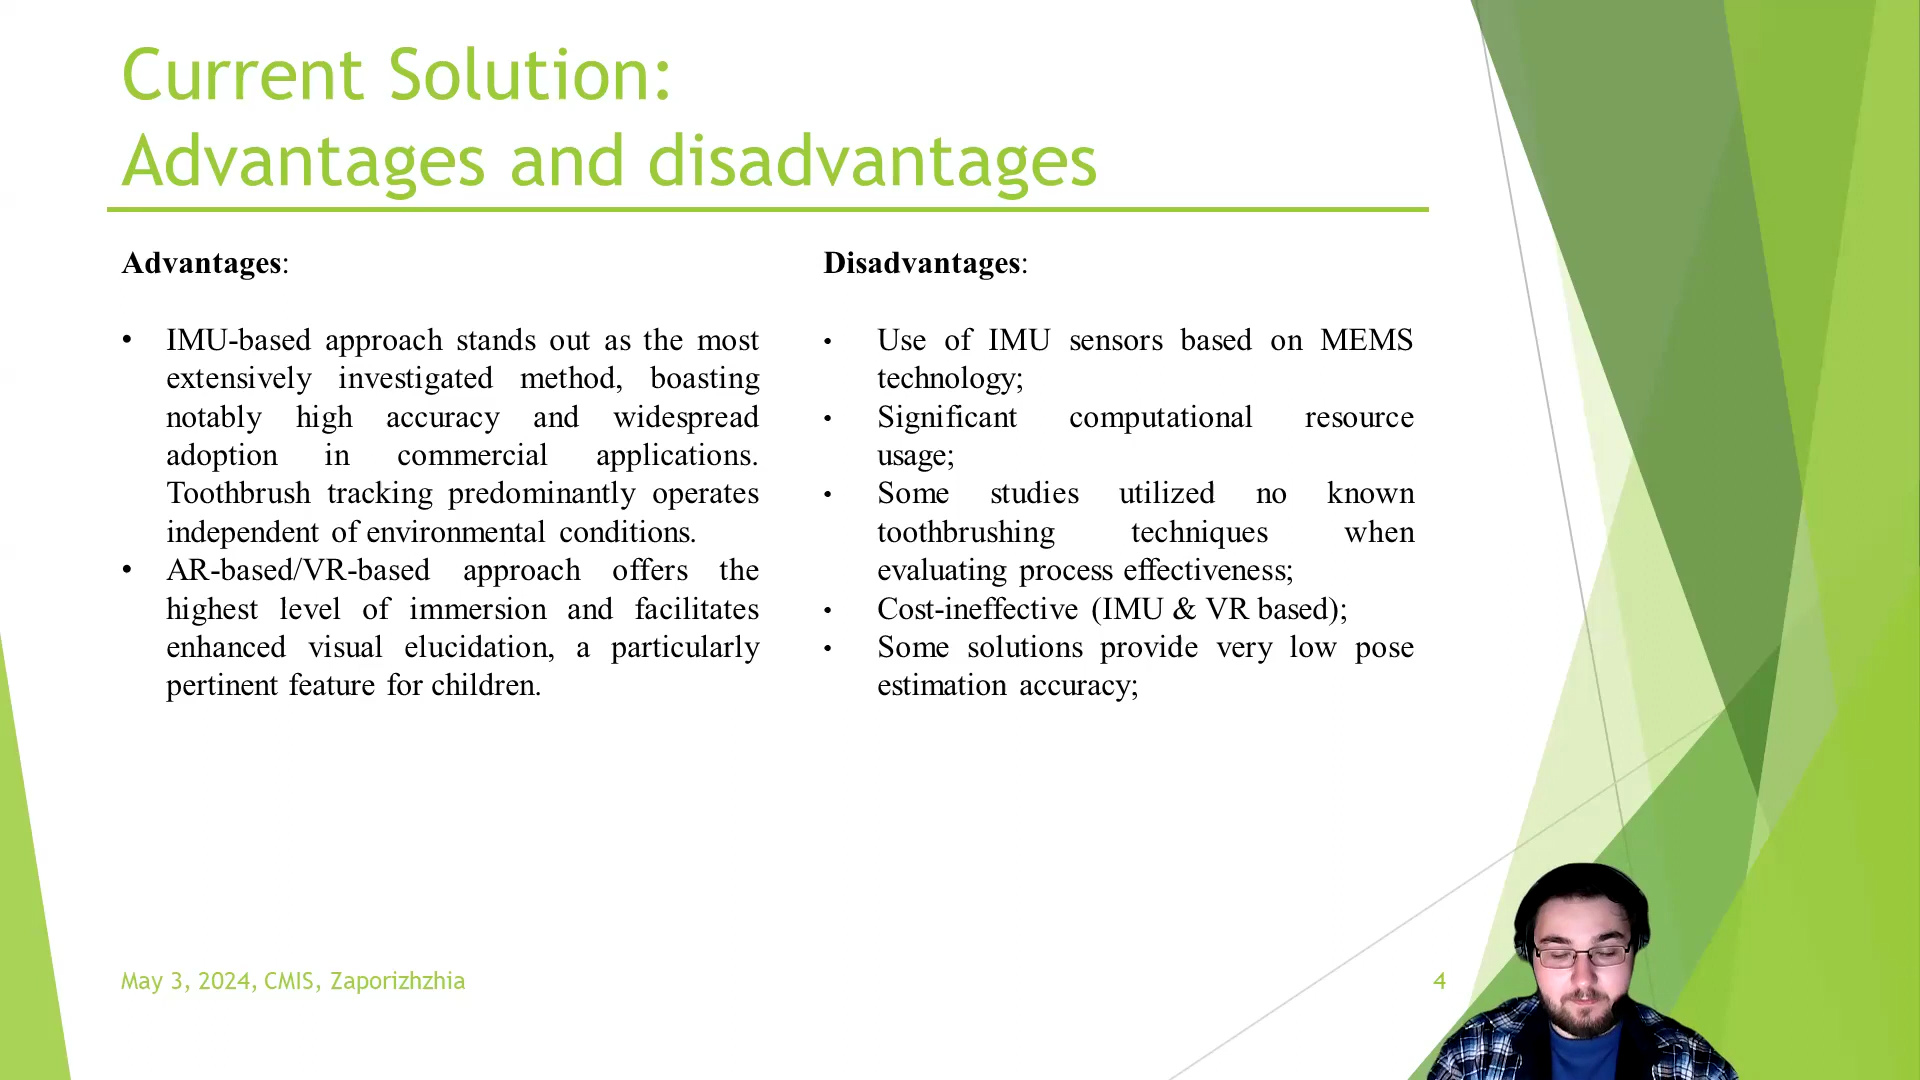 Current Solution:
Advantages and disadvantages
Advantages:
• IMU-based approach stands out as the most
extensively investigated method, boasting
notably high accuracy and widespread
adoption in commercial applications.
Toothbrush tracking predominantly operates
independent of environmental conditions.
• AR-based/VR-based approach offers the
highest level of immersion and facilitates
enhanced visual elucidation, a particularly
pertinent feature for children.
Disadvantages:
• Use of IMU sensors based on MEMS
technology;
• Significant computational resource
usage;
• Some studies utilized no known
toothbrushing techniques when
evaluating process effectiveness;
• Cost-ineffective (IMU & VR based);
• Some solutions provide very low pose
estimation accuracy;
May 3, 2024, CMIS, Zaporizhzhia
4